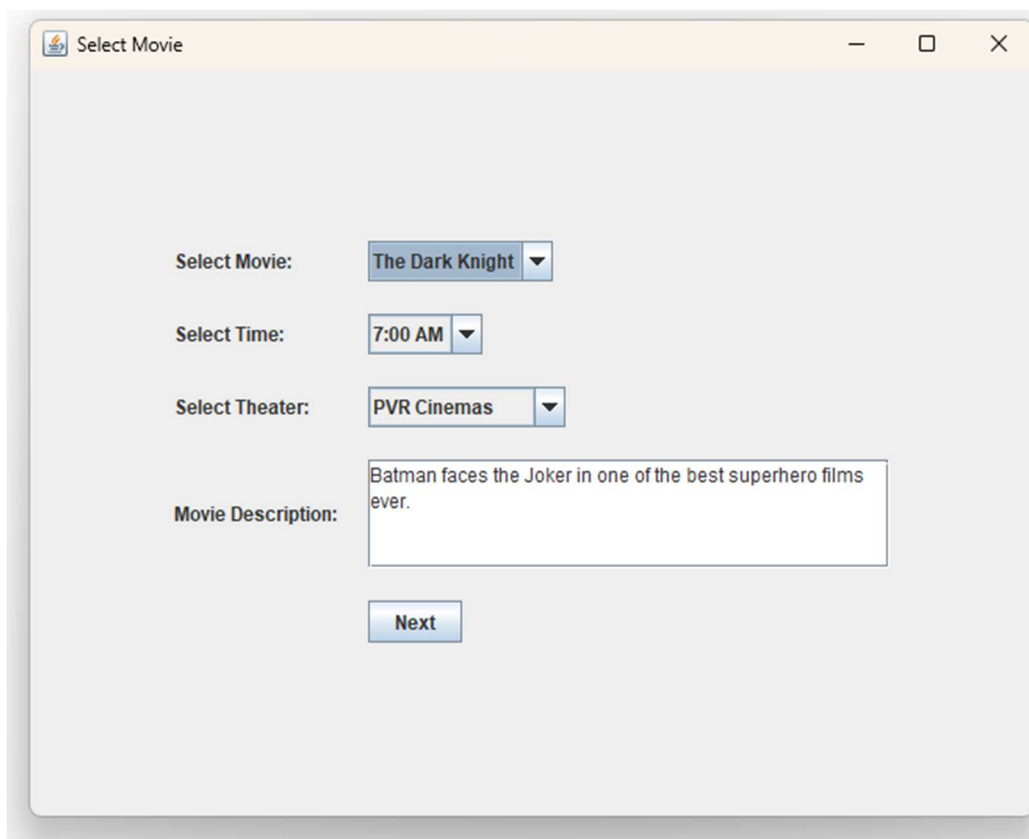 Select Movie
Select Movie: The Dark Knight
Select Time: 7:00 AM
Select Theater: PVR Cinemas
Movie Description: Batman faces the Joker in one of the best superhero films
ever.
Next